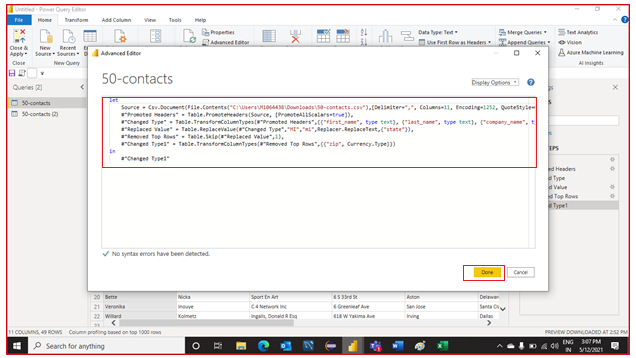 Untitled - Power Query Editor
File Home Transform Add Column View Tools Help
Close & Apply
New Source
Recent Sources
Properties
Advanced Editor
Data Type: Text
Use First Row as Headers
Merge Queries
Append Queries
Text Analytics
Vision
Azure Machine Learning
Close
New Query
AI Insights
Queries [2]
50-contacts
50-contacts (2)
Advanced Editor
50-contacts
Display Options
let
Source = Csv.Document(File.Contents("C:\Users\M1064438\Downloads\50-contacts.csv"),[Delimiter=",", Columns=11, Encoding=1252, QuoteStyle=
#"Promoted Headers" = Table.PromoteHeaders(Source, [PromoteAllScalars=true]),
#"Changed Type" = Table.TransformColumnTypes(#"Promoted Headers",{{"first_name", type text}, {"last_name", type text}, {"company_name", t
#"Replaced Value" = Table.ReplaceValue(#"Changed Type","MI","mi",Replacer.ReplaceText,{"state"}),
#"Removed Top Rows" = Table.Skip(#"Replaced Value",1),
#"Changed Type1" = Table.TransformColumnTypes(#"Removed Top Rows",{{"zip", Currency.Type}})
in
#"Changed Type1"
No syntax errors have been detected.
Done
Cancel
ngs
S
EPS
ed Headers
d Type
d Value
d Top Rows
d Type1
20 Bette Nicka Sport En Art 6 S 33rd St Aston Delaware
21 Veronika Inouye C 4 Network Inc 6 Greenleaf Ave San Jose Santa Cl
22 Willard Kolmetz Ingalls, Donald R Esq 618 W Yakima Ave Irving Dallas
23
11 COLUMNS, 49 ROWS Column profiling based on top 1000 rows
PREVIEW DOWNLOADED AT 2:52 PM
Search for anything
ENG
IN
3:07 PM
5/12/2021